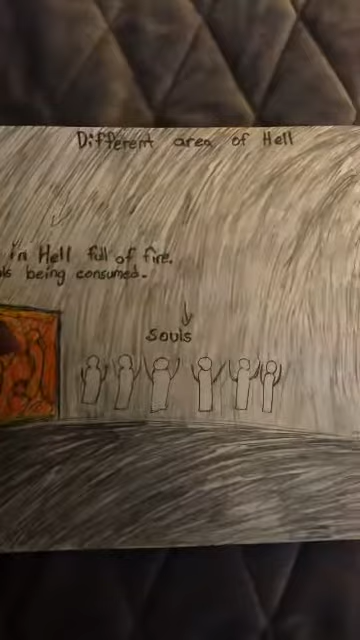 Different area of Hell
in Hell full of fire.
being consumed.
Souls